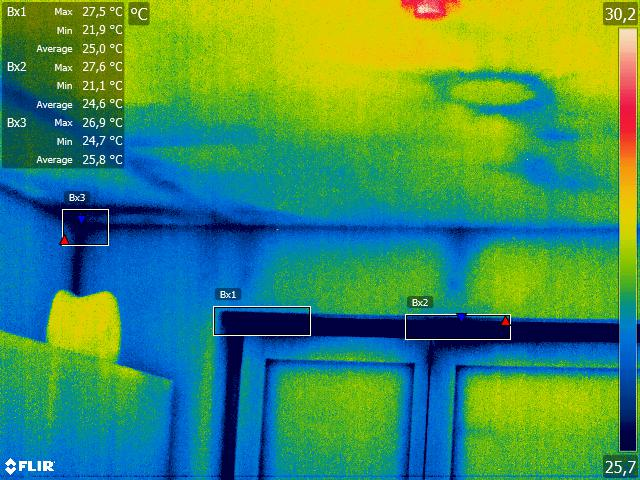 Bx1 Max 27,5 °C °C 30,2
Min 21,9 °C
Average 25,0 °C
Bx2 Max 27,6 °C
Min 21,1 °C
Average 24,6 °C
Bx3 Max 26,9 °C
Min 24,7 °C
Average 25,8 °C
Bx3
Bx1
Bx2
FLIR 25,7